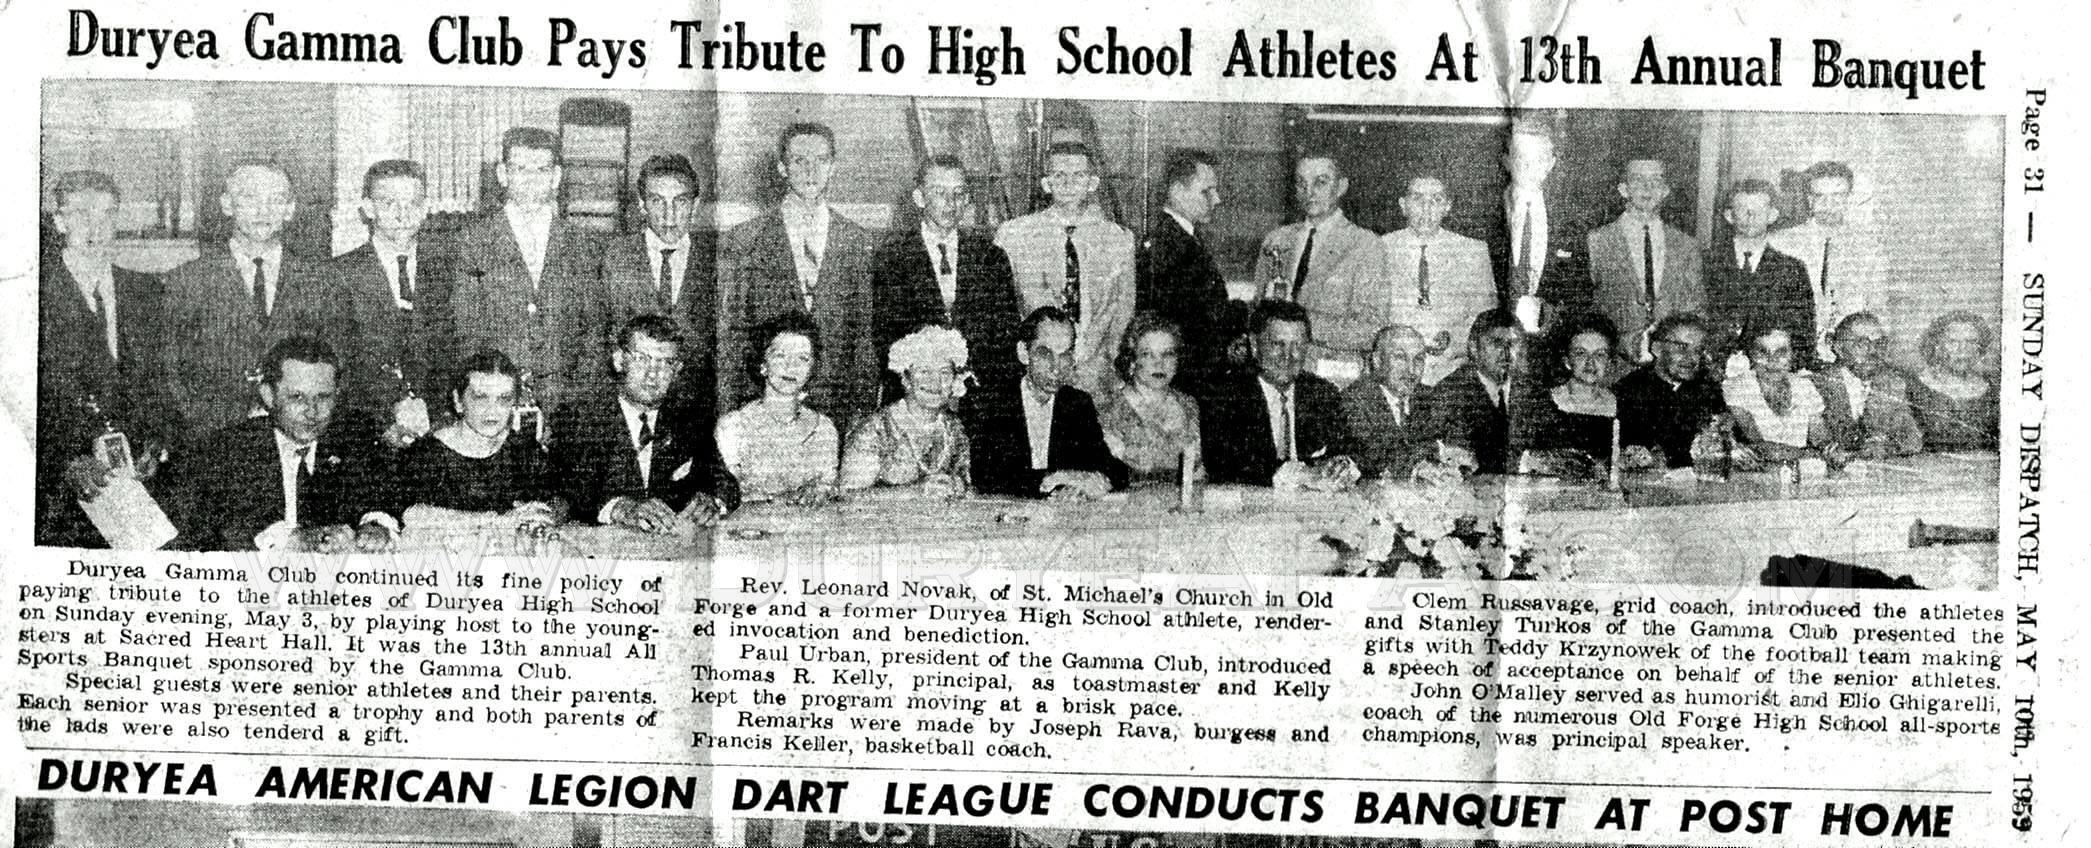 Duryea Gamma Club Pays Tribute To High School Athletes At 13th Annual Banquet
Page 31 — SUNDAY DISPATCH, MAY 10th, 1959
WWW.DURYEAPA.COM
Duryea Gamma Club continued its fine policy of
paying tribute to the athletes of Duryea High School
on Sunday evening, May 3, by playing host to the young-
sters at Sacred Heart Hall. It was the 13th annual All
Sports Banquet sponsored by the Gamma Club.
Special guests were senior athletes and their parents.
Each senior was presented a trophy and both parents of
the lads were also tenderd a gift.
Rev. Leonard Novak, of St. Michael's Church in Old
Forge and a former Duryea High School athlete, render-
ed invocation and benediction.
Paul Urban, president of the Gamma Club, introduced
Thomas R. Kelly, principal, as toastmaster and Kelly
kept the program moving at a brisk pace.
Remarks were made by Joseph Rava, burgess and
Francis Keller, basketball coach.
Clem Russavage, grid coach, introduced the athletes
and Stanley Turkos of the Gamma Club presented the
gifts with Teddy Krzynowek of the football team making
a speech of acceptance on behalf of the senior athletes.
John O'Malley served as humorist and Elio Ghigarelli,
coach of the numerous Old Forge High School all-sports
champions, was principal speaker.
DURYEA AMERICAN LEGION DART LEAGUE CONDUCTS BANQUET AT POST HOME
POST